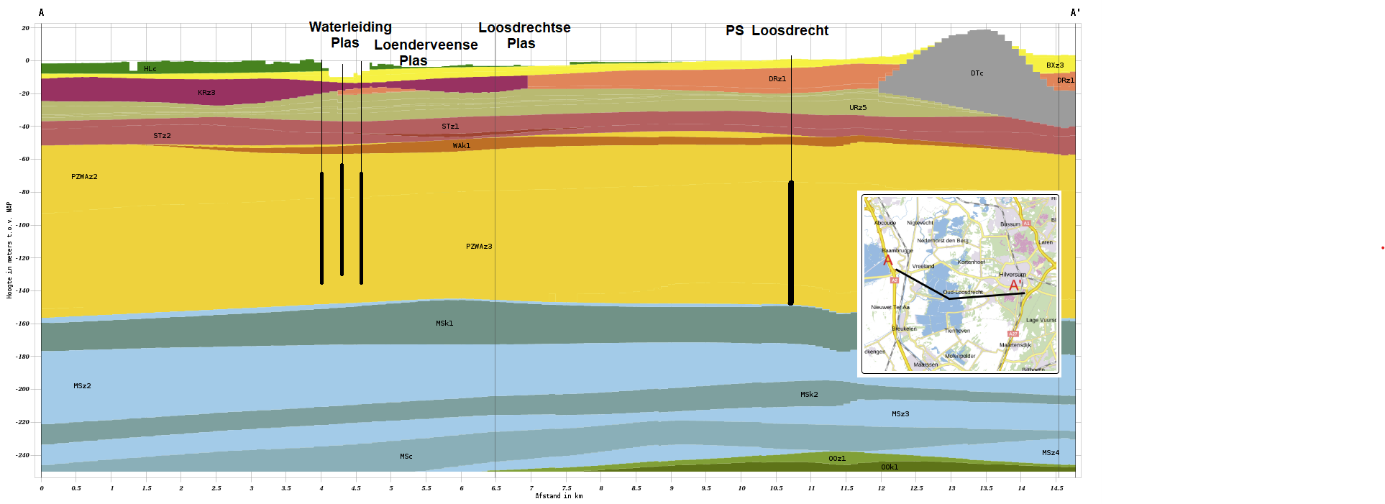 A
A'
Waterleiding
Plas
Loenderveense
Plas
Loosdrechtse
Plas
PS Loosdrecht
20
0
-20
-40
-60
-80
-100
-120
-140
-160
-180
-200
-220
-240
Hoogte in meters t.o.v. NAP
HLc
KRz3
STz2
STz1
WAk1
PZWAz2
PZWAz3
MSk1
MSz2
MSc
DRz1
URz5
DTc
BXz3
DRz1
MSk2
MSz3
MSz4
OOz1
OOk1
Abcoude
Nigtevecht
Bussum
Nederhorst den Berg
Laren
Baambrugge
A
Vreeland
Kortenhoef
Hilversum
A'
Oud-Loosdrecht
Nieuwer Ter Aa
Lage Vuursche
Breukelen
Tienhoven
Maartensdijk
Maarssen
0 0.5 1 1.5 2 2.5 3 3.5 4 4.5 5 5.5 6 6.5 7 7.5 8 8.5 9 9.5 10 10.5 11 11.5 12 12.5 13 13.5 14 14.5
Afstand in km